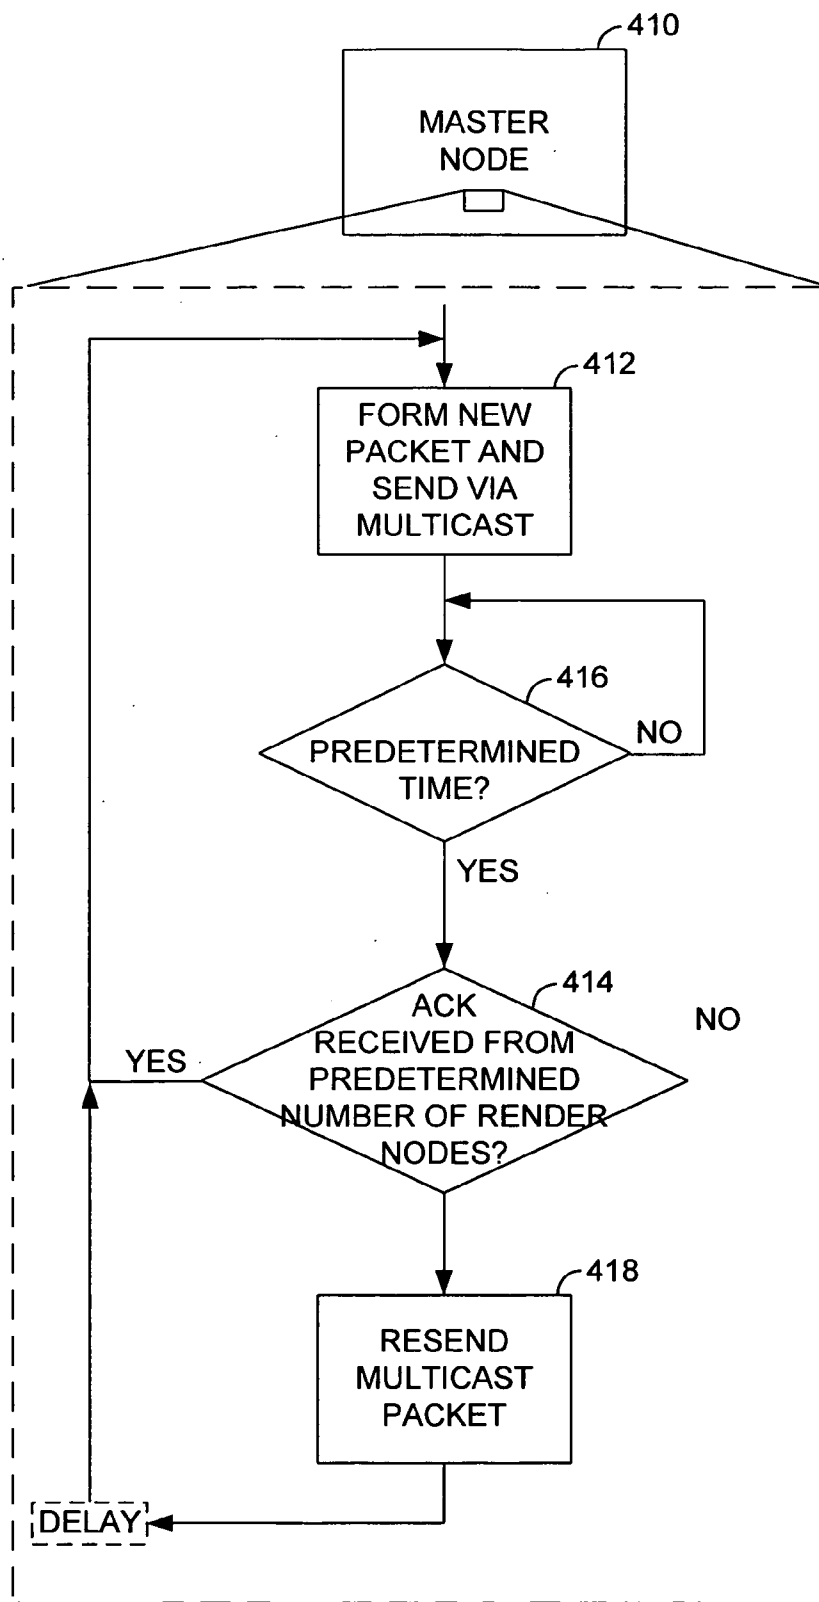 410
MASTER
NODE
412
FORM NEW
PACKET AND
SEND VIA
MULTICAST
416
PREDETERMINED
TIME?
NO
YES
414
ACK
RECEIVED FROM
PREDETERMINED
NUMBER OF RENDER
NODES?
NO
YES
418
RESEND
MULTICAST
PACKET
DELAY